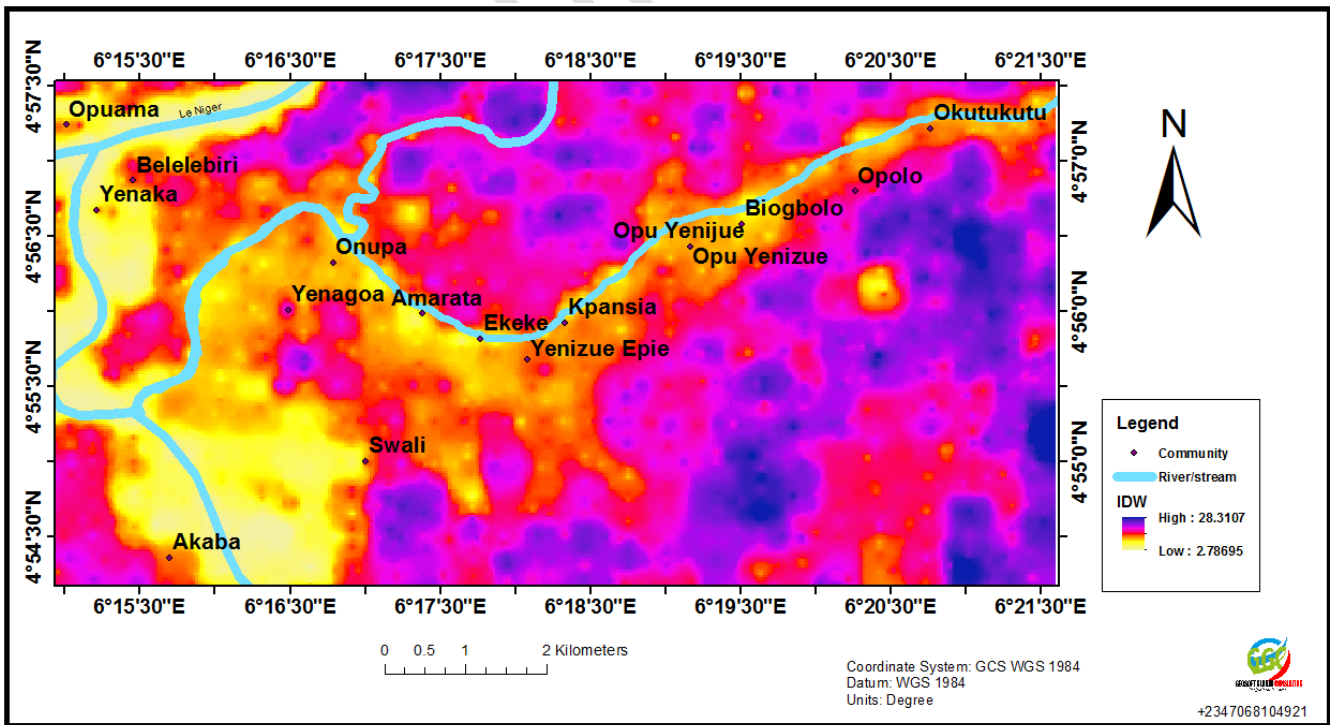 6°15'30"E 6°16'30"E 6°17'30"E 6°18'30"E 6°19'30"E 6°20'30"E 6°21'30"E
4°57'30"N
4°56'30"N
4°55'30"N
4°54'30"N
Opuama
Le Niger
Belelebiri
Yenaka
Onupa
Yenagoa
Amarata
Ekeke
Kpansia
Yenizue Epie
Opu Yenijue
Opu Yenizue
Biogbolo
Opolo
Okutukutu
Swali
Akaba
4°57'0"N
4°56'0"N
4°55'0"N
6°15'30"E 6°16'30"E 6°17'30"E 6°18'30"E 6°19'30"E 6°20'30"E 6°21'30"E
N
Legend
Community
River/stream
IDW
High : 28.3107
Low : 2.78695
0 0.5 1 2 Kilometers
Coordinate System: GCS WGS 1984
Datum: WGS 1984
Units: Degree
+2347068104921